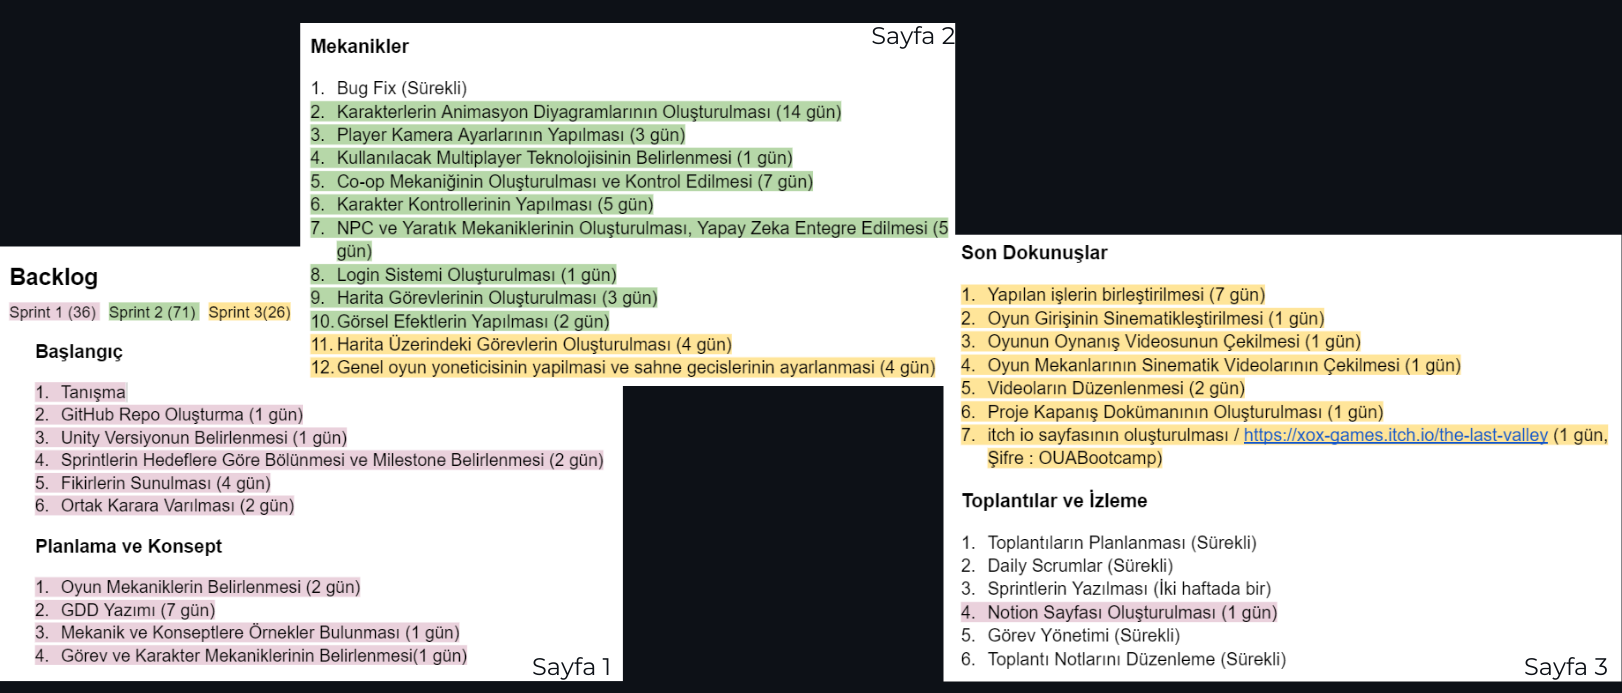 Backlog
Sprint 1 (36) Sprint 2 (71) Sprint 3(26)
Başlangıç
1. Tanışma
2. GitHub Repo Oluşturma (1 gün)
3. Unity Versiyonun Belirlenmesi (1 gün)
4. Sprintlerin Hedeflere Göre Bölünmesi ve Milestone Belirlenmesi (2 gün)
5. Fikirlerin Sunulması (4 gün)
6. Ortak Karara Varılması (2 gün)
Planlama ve Konsept
1. Oyun Mekaniklerin Belirlenmesi (2 gün)
2. GDD Yazımı (7 gün)
3. Mekanik ve Konseptlere Örnekler Bulunması (1 gün)
4. Görev ve Karakter Mekaniklerinin Belirlenmesi(1 gün)
Sayfa 1
Sayfa 2
Mekanikler
1. Bug Fix (Sürekli)
2. Karakterlerin Animasyon Diyagramlarının Oluşturulması (14 gün)
3. Player Kamera Ayarlarının Yapılması (3 gün)
4. Kullanılacak Multiplayer Teknolojisinin Belirlenmesi (1 gün)
5. Co-op Mekaniğinin Oluşturulması ve Kontrol Edilmesi (7 gün)
6. Karakter Kontrollerinin Yapılması (5 gün)
7. NPC ve Yaratık Mekaniklerinin Oluşturulması, Yapay Zeka Entegre Edilmesi (5
gün)
8. Login Sistemi Oluşturulması (1 gün)
9. Harita Görevlerinin Oluşturulması (3 gün)
10. Görsel Efektlerin Yapılması (2 gün)
11. Harita Üzerindeki Görevlerin Oluşturulması (4 gün)
12. Genel oyun yoneticisinin yapilmasi ve sahne gecislerinin ayarlanmasi (4 gün)
Son Dokunuşlar
1. Yapılan işlerin birleştirilmesi (7 gün)
2. Oyun Girişinin Sinematikleştirilmesi (1 gün)
3. Oyunun Oynanış Videosunun Çekilmesi (1 gün)
4. Oyun Mekanlarının Sinematik Videolarının Çekilmesi (1 gün)
5. Videoların Düzenlenmesi (2 gün)
6. Proje Kapanış Dokümanının Oluşturulması (1 gün)
7. itch io sayfasının oluşturulması / https://xox-games.itch.io/the-last-valley (1 gün,
Şifre : OUABootcamp)
Toplantılar ve İzleme
1. Toplantıların Planlanması (Sürekli)
2. Daily Scrumlar (Sürekli)
3. Sprintlerin Yazılması (İki haftada bir)
4. Notion Sayfası Oluşturulması (1 gün)
5. Görev Yönetimi (Sürekli)
6. Toplantı Notlarını Düzenleme (Sürekli)
Sayfa 3